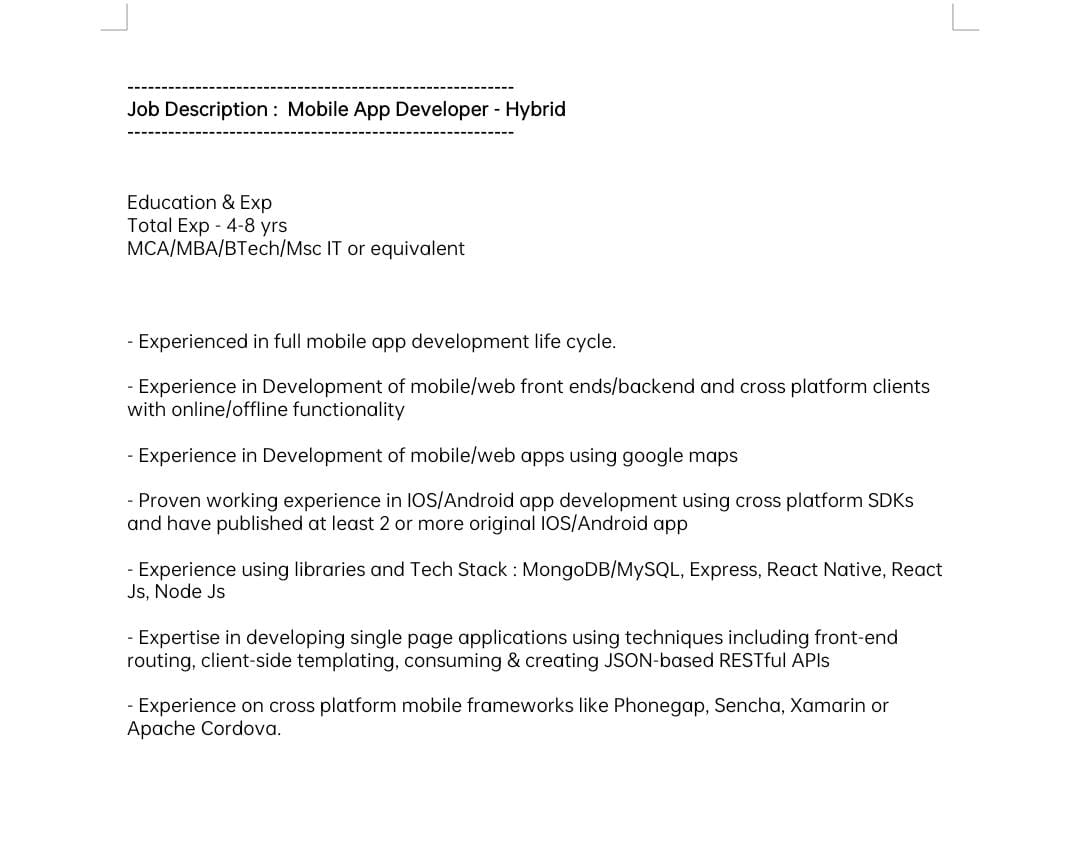 --------------------------------------------------------
Job Description :  Mobile App Developer - Hybrid
--------------------------------------------------------
Education & Exp
Total Exp - 4-8 yrs
MCA/MBA/BTech/Msc IT or equivalent
- Experienced in full mobile app development life cycle.
- Experience in Development of mobile/web front ends/backend and cross platform clients
with online/offline functionality
- Experience in Development of mobile/web apps using google maps
- Proven working experience in IOS/Android app development using cross platform SDKs
and have published at least 2 or more original IOS/Android app
- Experience using libraries and Tech Stack : MongoDB/MySQL, Express, React Native, React
Js, Node Js
- Expertise in developing single page applications using techniques including front-end
routing, client-side templating, consuming & creating JSON-based RESTful APIs
- Experience on cross platform mobile frameworks like Phonegap, Sencha, Xamarin or
Apache Cordova.